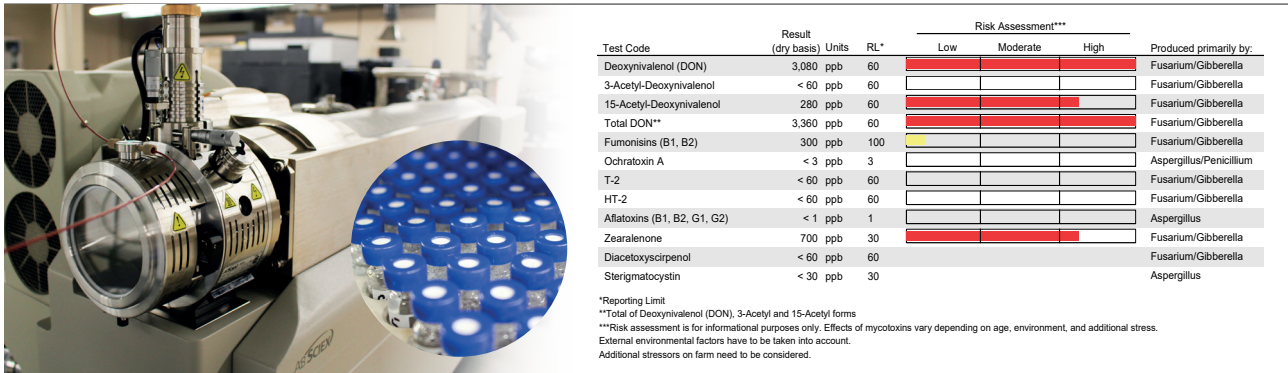 AB SCIEX
Risk Assessment***
Result
Test Code (dry basis) Units RL* Low Moderate High Produced primarily by:
Deoxynivalenol (DON) 3,080 ppb 60 Fusarium/Gibberella
3-Acetyl-Deoxynivalenol < 60 ppb 60 Fusarium/Gibberella
15-Acetyl-Deoxynivalenol 280 ppb 60 Fusarium/Gibberella
Total DON** 3,360 ppb 60 Fusarium/Gibberella
Fumonisins (B1, B2) 300 ppb 100 Fusarium/Gibberella
Ochratoxin A < 3 ppb 3 Aspergillus/Penicillium
T-2 < 60 ppb 60 Fusarium/Gibberella
HT-2 < 60 ppb 60 Fusarium/Gibberella
Aflatoxins (B1, B2, G1, G2) < 1 ppb 1 Aspergillus
Zearalenone 700 ppb 30 Fusarium/Gibberella
Diacetoxyscirpenol < 60 ppb 60 Fusarium/Gibberella
Sterigmatocystin < 30 ppb 30 Aspergillus
*Reporting Limit
**Total of Deoxynivalenol (DON), 3-Acetyl and 15-Acetyl forms
***Risk assessment is for informational purposes only. Effects of mycotoxins vary depending on age, environment, and additional stress.
External environmental factors have to be taken into account.
Additional stressors on farm need to be considered.